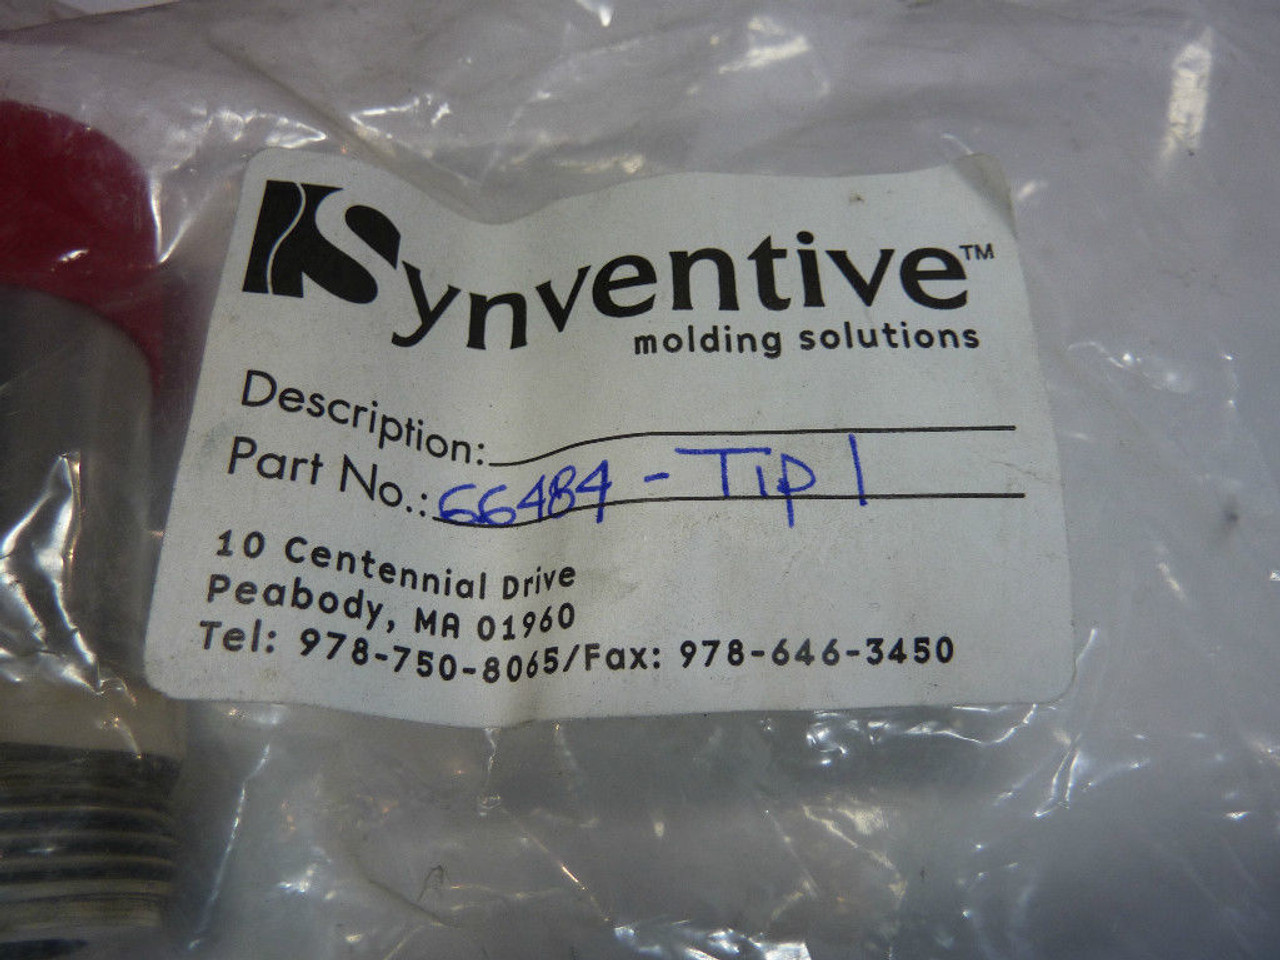 Synventive™
molding solutions
Description:
Part No.: 66484 - Tip 1
10 Centennial Drive
Peabody, MA 01960
Tel: 978-750-8065/Fax: 978-646-3450